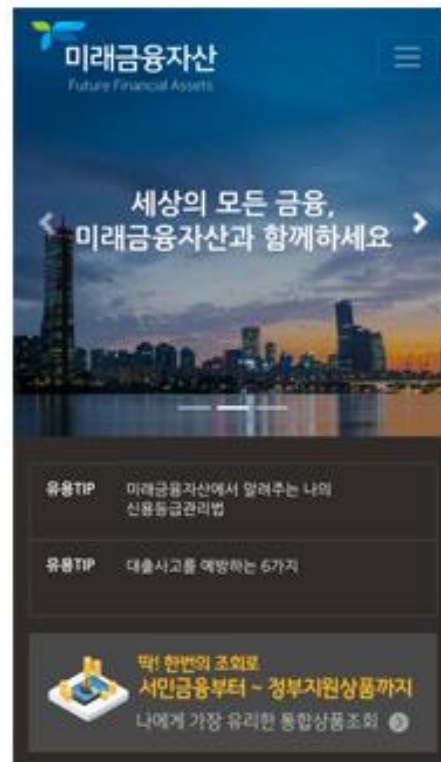 미래금융자산
Future Financial Assets
세상의 모든 금융,
미래금융자산과 함께하세요
유용TIP 미래금융자산에서 알려주는 나의
신용등급관리법
유용TIP 대출사고를 예방하는 6가지
딱! 한번의 조회로
서민금융부터 ~ 정부지원상품까지
나에게 가장 유리한 통합상품조회